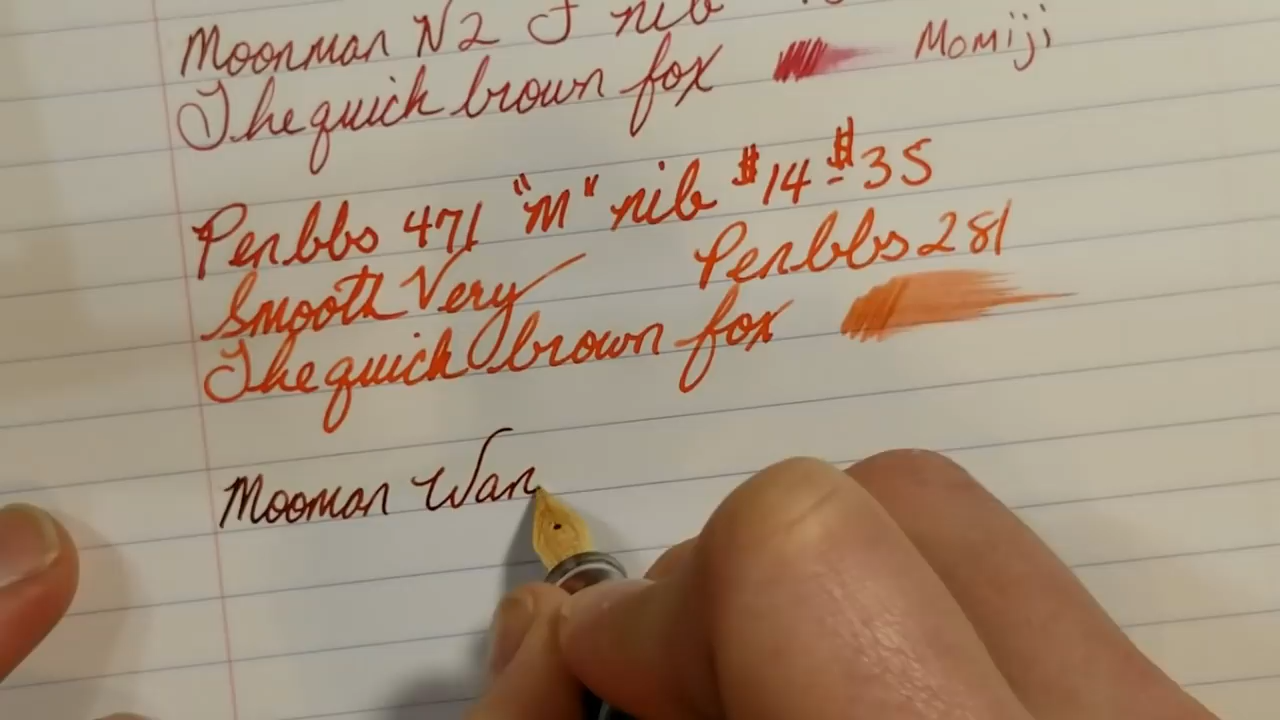 Moonman N2 F nib
The quick brown fox Momiji
Penbbs 471 "M" nib $14-$35
Smooth Very Penbbs 281
The quick brown fox
Mooman Wan